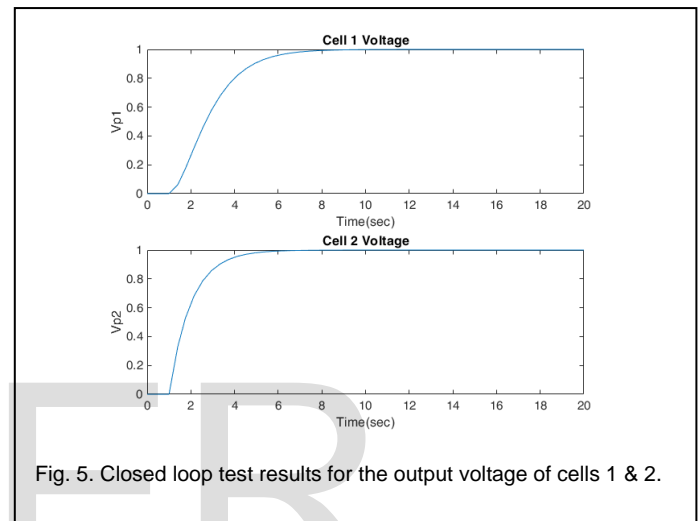 Cell 1 Voltage
1
0.8
0.6
0.4
0.2
0
Vp1
0 2 4 6 8 10 12 14 16 18 20
Time(sec)
Cell 2 Voltage
1
0.8
0.6
0.4
0.2
0
Vp2
0 2 4 6 8 10 12 14 16 18 20
Time(sec)
ER
Fig. 5. Closed loop test results for the output voltage of cells 1 & 2.